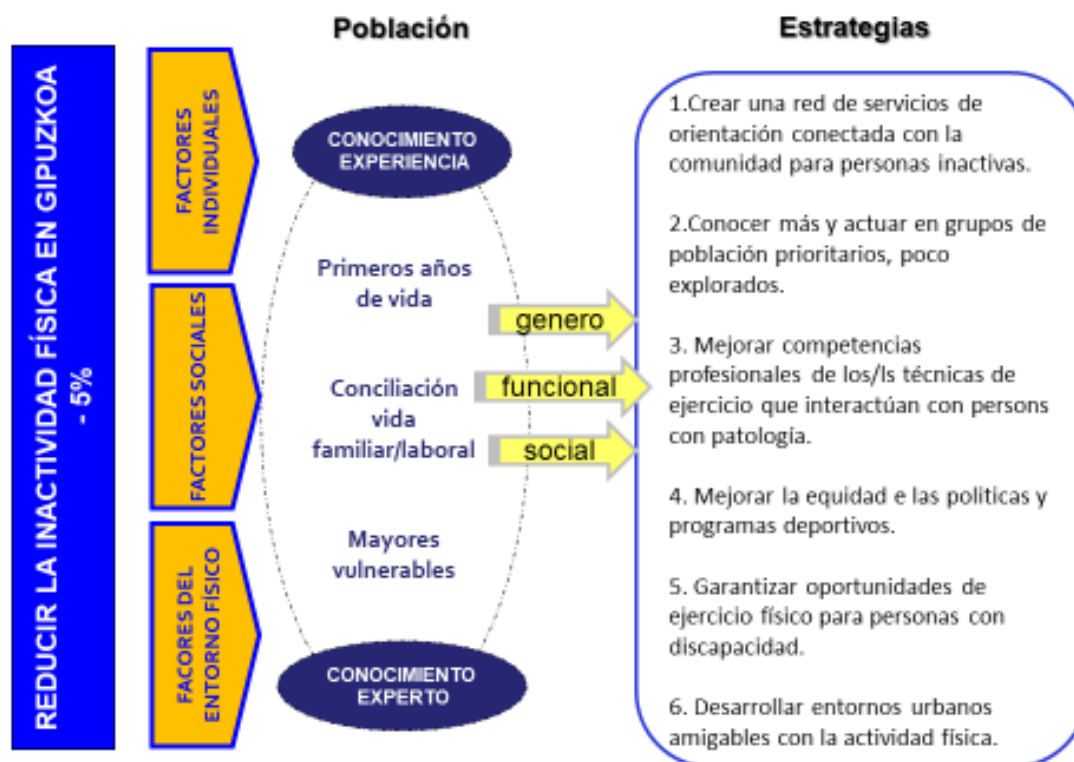 Población
Estrategias
REDUCIR LA INACTIVIDAD FÍSICA EN GIPUZKOA
- 5%
FACTORES
INDIVIDUALES
FACTORES SOCIALES
FACORES DEL
ENTORNO FÍSICO
CONOCIMIENTO
EXPERIENCIA
Primeros años
de vida
Conciliación
vida
familiar/laboral
Mayores
vulnerables
CONOCIMIENTO
EXPERTO
genero
funcional
social
1.Crear una red de servicios de
orientación conectada con la
comunidad para personas inactivas.
2.Conocer más y actuar en grupos de
población prioritarios, poco
explorados.
3. Mejorar competencias
profesionales de los/ls técnicas de
ejercicio que interactúan con persons
con patología.
4. Mejorar la equidad e las políticas y
programas deportivos.
5. Garantizar oportunidades de
ejercicio físico para personas con
discapacidad.
6. Desarrollar entornos urbanos
amigables con la actividad física.